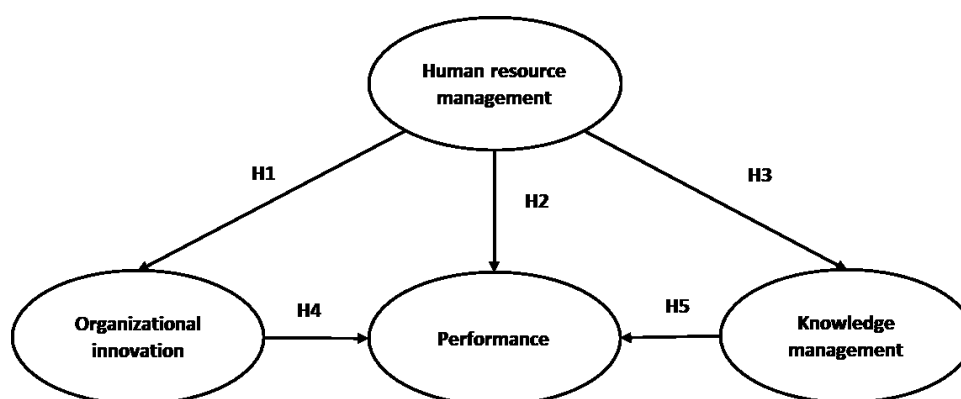 Human resource
management
H1
H3
H2
H4
H5
Organizational
innovation
Performance
Knowledge
management